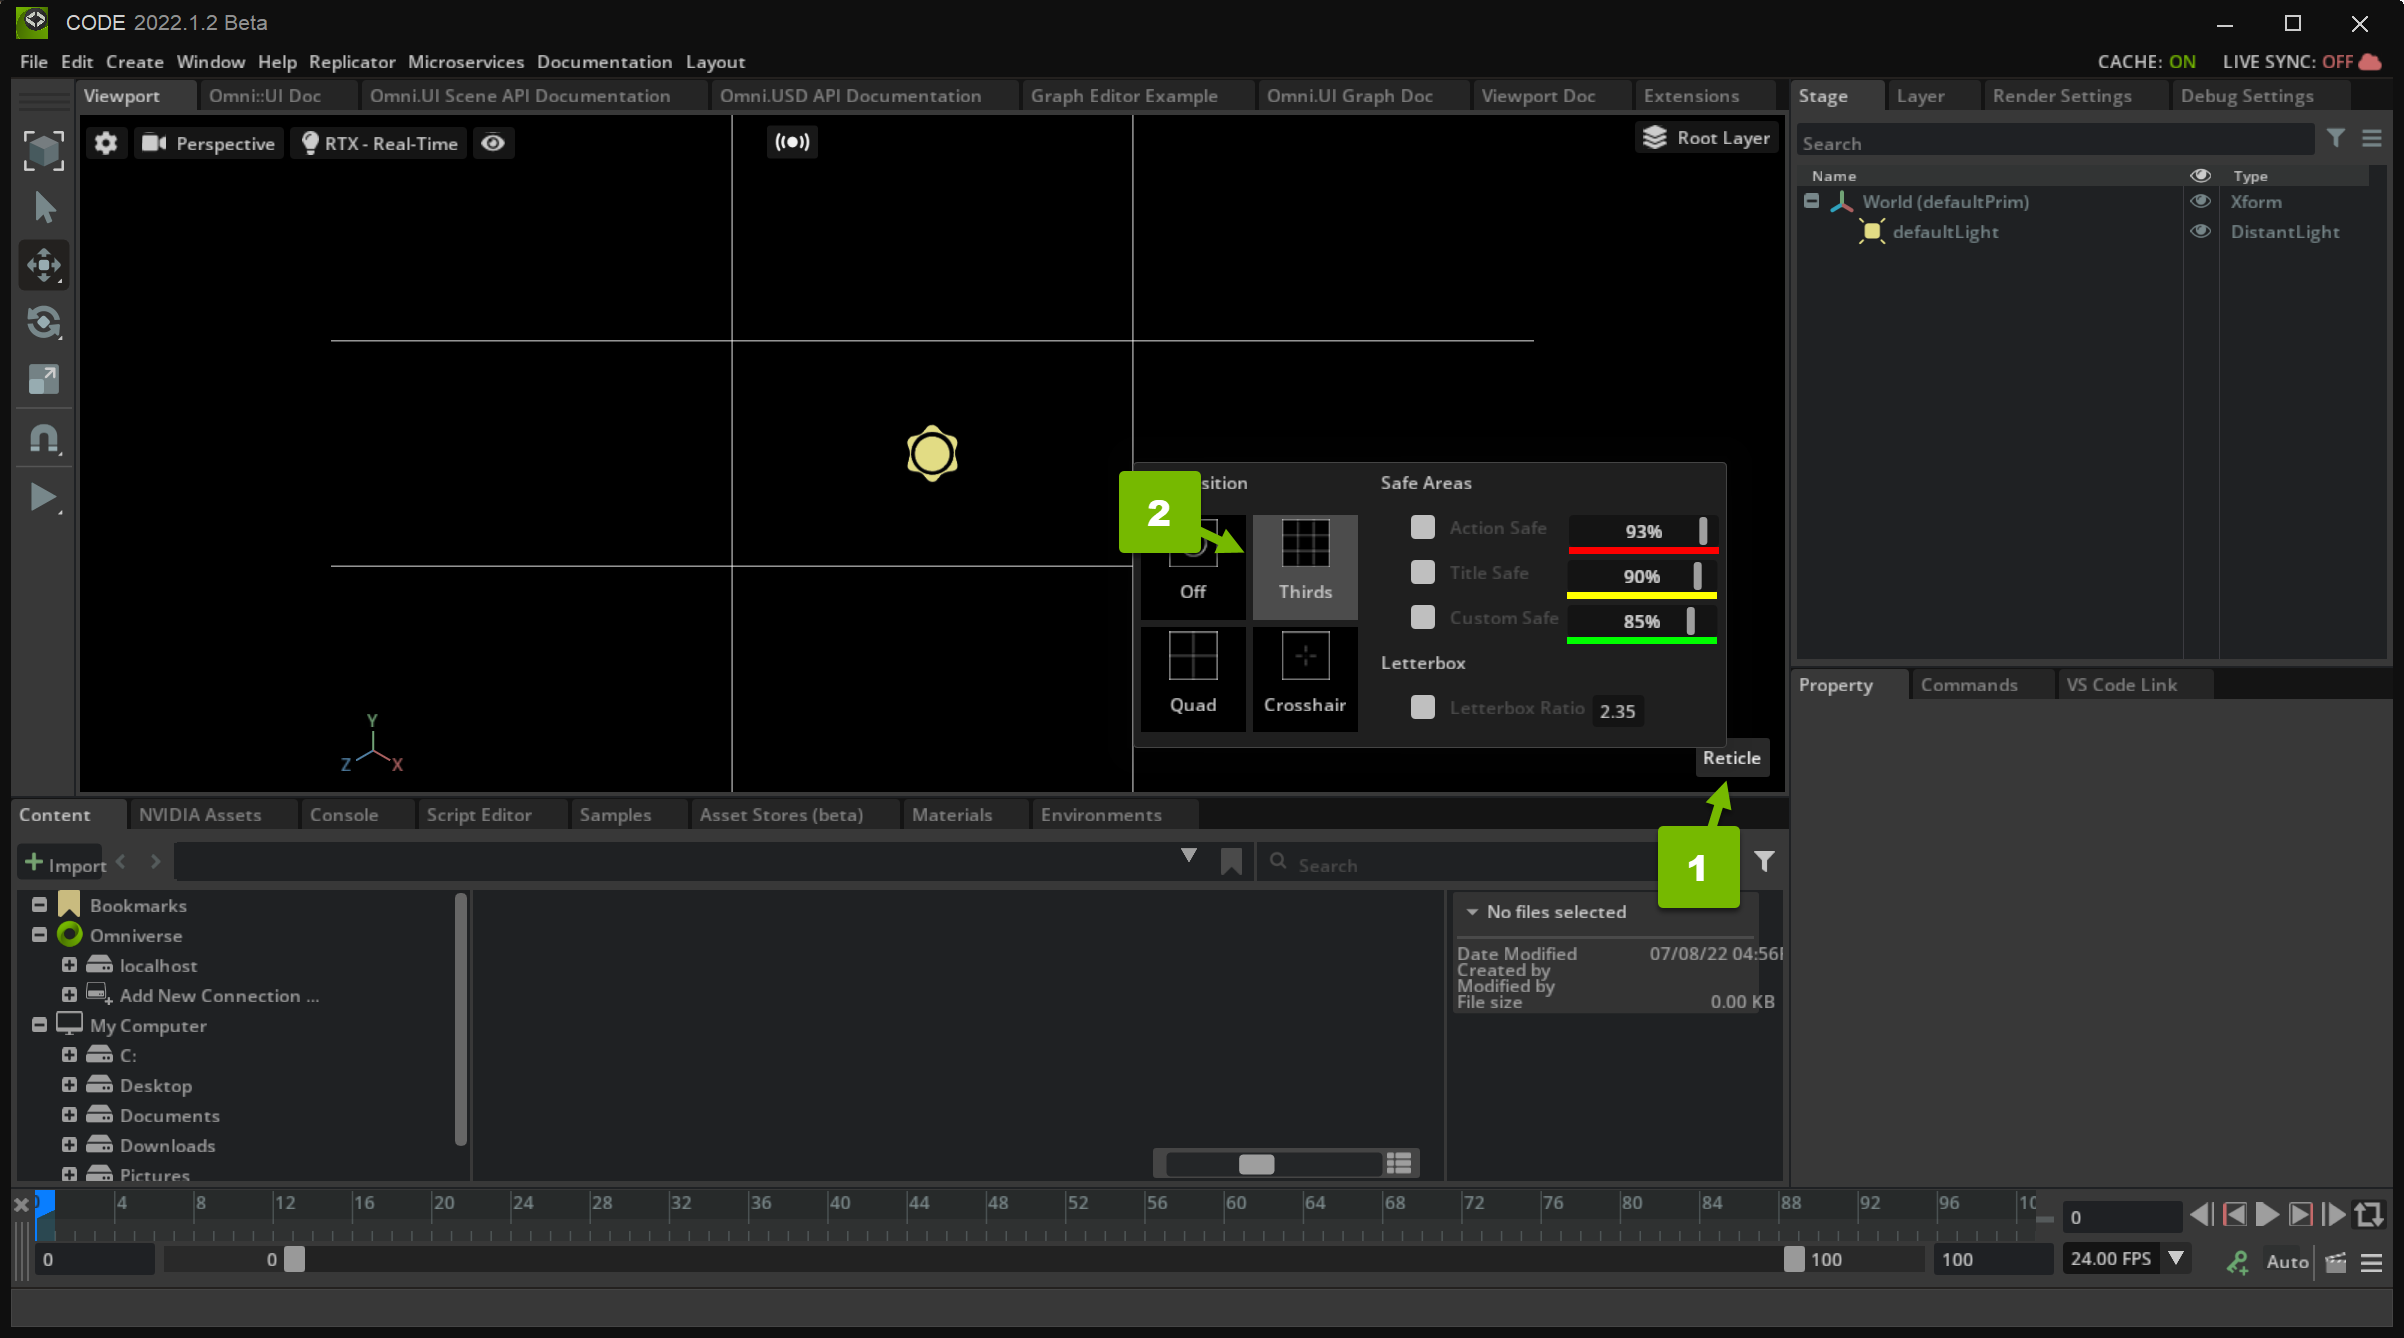 CODE 2022.1.2 Beta
File Edit Create Window Help Replicator Microservices Documentation Layout
CACHE: ON LIVE SYNC: OFF
Viewport Omni::UI Doc Omni.UI Scene API Documentation Omni.USD API Documentation Graph Editor Example Omni.UI Graph Doc Viewport Doc Extensions
Stage Layer Render Settings Debug Settings
Perspective RTX - Real-Time
Root Layer
Search
Name Type
World (defaultPrim) Xform
defaultLight DistantLight
2
sition
Safe Areas
Off
Thirds
Quad
Crosshair
Action Safe 93%
Title Safe 90%
Custom Safe 85%
Letterbox
Letterbox Ratio 2.35
Y
Z X
Reticle
1
Property Commands VS Code Link
Content NVIDIA Assets Console Script Editor Samples Asset Stores (beta) Materials Environments
Import
Search
Bookmarks
Omniverse
localhost
Add New Connection ...
My Computer
C:
Desktop
Documents
Downloads
Pictures
No files selected
Date Modified 07/08/22 04:56
Created by
Modified by
File size 0.00 KB
4 8 12 16 20 24 28 32 36 40 44 48 52 56 60 64 68 72 76 80 84 88 92 96 10
0
0 0 100 100 24.00 FPS Auto